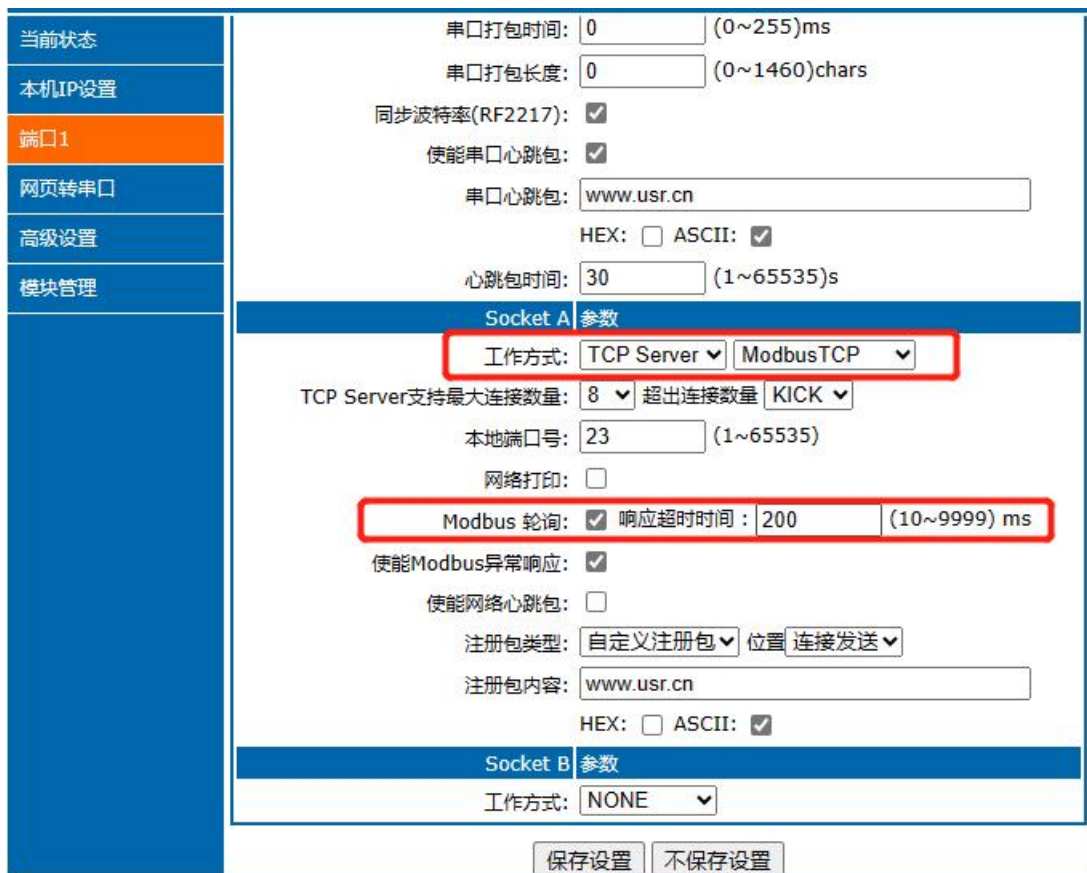 当前状态
本机IP设置
端口1
网页转串口
高级设置
模块管理
串口打包时间: 0 (0~255)ms
串口打包长度: 0 (0~1460)chars
同步波特率(RF2217):
使能串口心跳包:
串口心跳包: www.usr.cn
HEX: ASCII:
心跳包时间: 30 (1~65535)s
Socket A 参数
工作方式: TCP Server ModbusTCP
TCP Server支持最大连接数量: 8 超出连接数量 KICK
本地端口号: 23 (1~65535)
网络打印:
Modbus 轮询: 响应超时时间: 200 (10~9999) ms
使能Modbus异常响应:
使能网络心跳包:
注册包类型: 自定义注册包 位置 连接发送
注册包内容: www.usr.cn
HEX: ASCII:
Socket B 参数
工作方式: NONE
保存设置 不保存设置